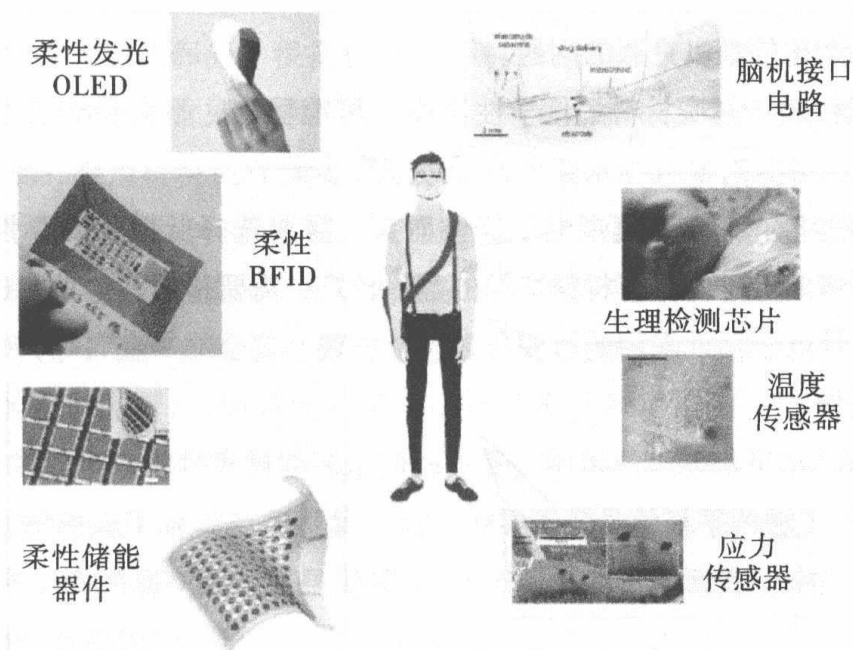 柔性发光
OLED
脑机接口
电路
柔性
RFID
生理检测芯片
温度
传感器
柔性储能
器件
应力
传感器